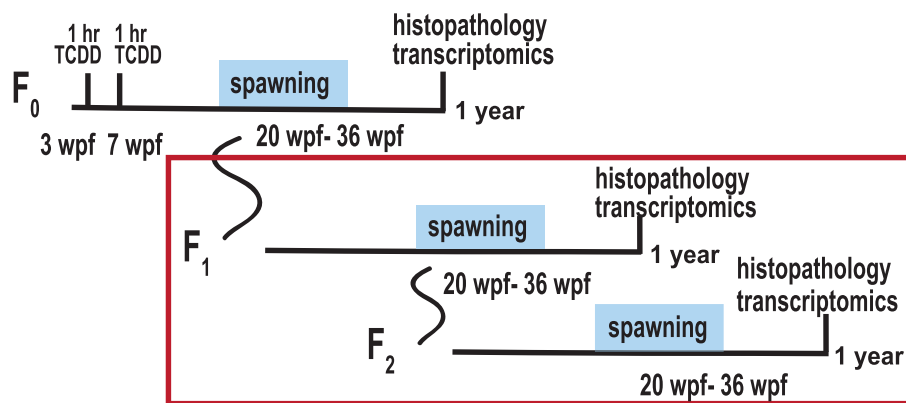 1 hr 1 hr
TCDD TCDD
histopathology
transcriptomics
F0
spawning
1 year
3 wpf 7 wpf
20 wpf- 36 wpf
histopathology
transcriptomics
F1
spawning
1 year
20 wpf- 36 wpf
histopathology
transcriptomics
F2
spawning
1 year
20 wpf- 36 wpf